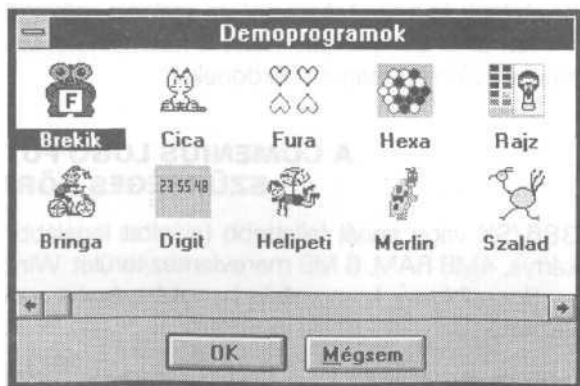 Demoprogramok
F
Brekik Cica Fura Hexa Rajz
23:55:48
Bringa Digit Helipeti Merlin Szalad
OK Mégsem